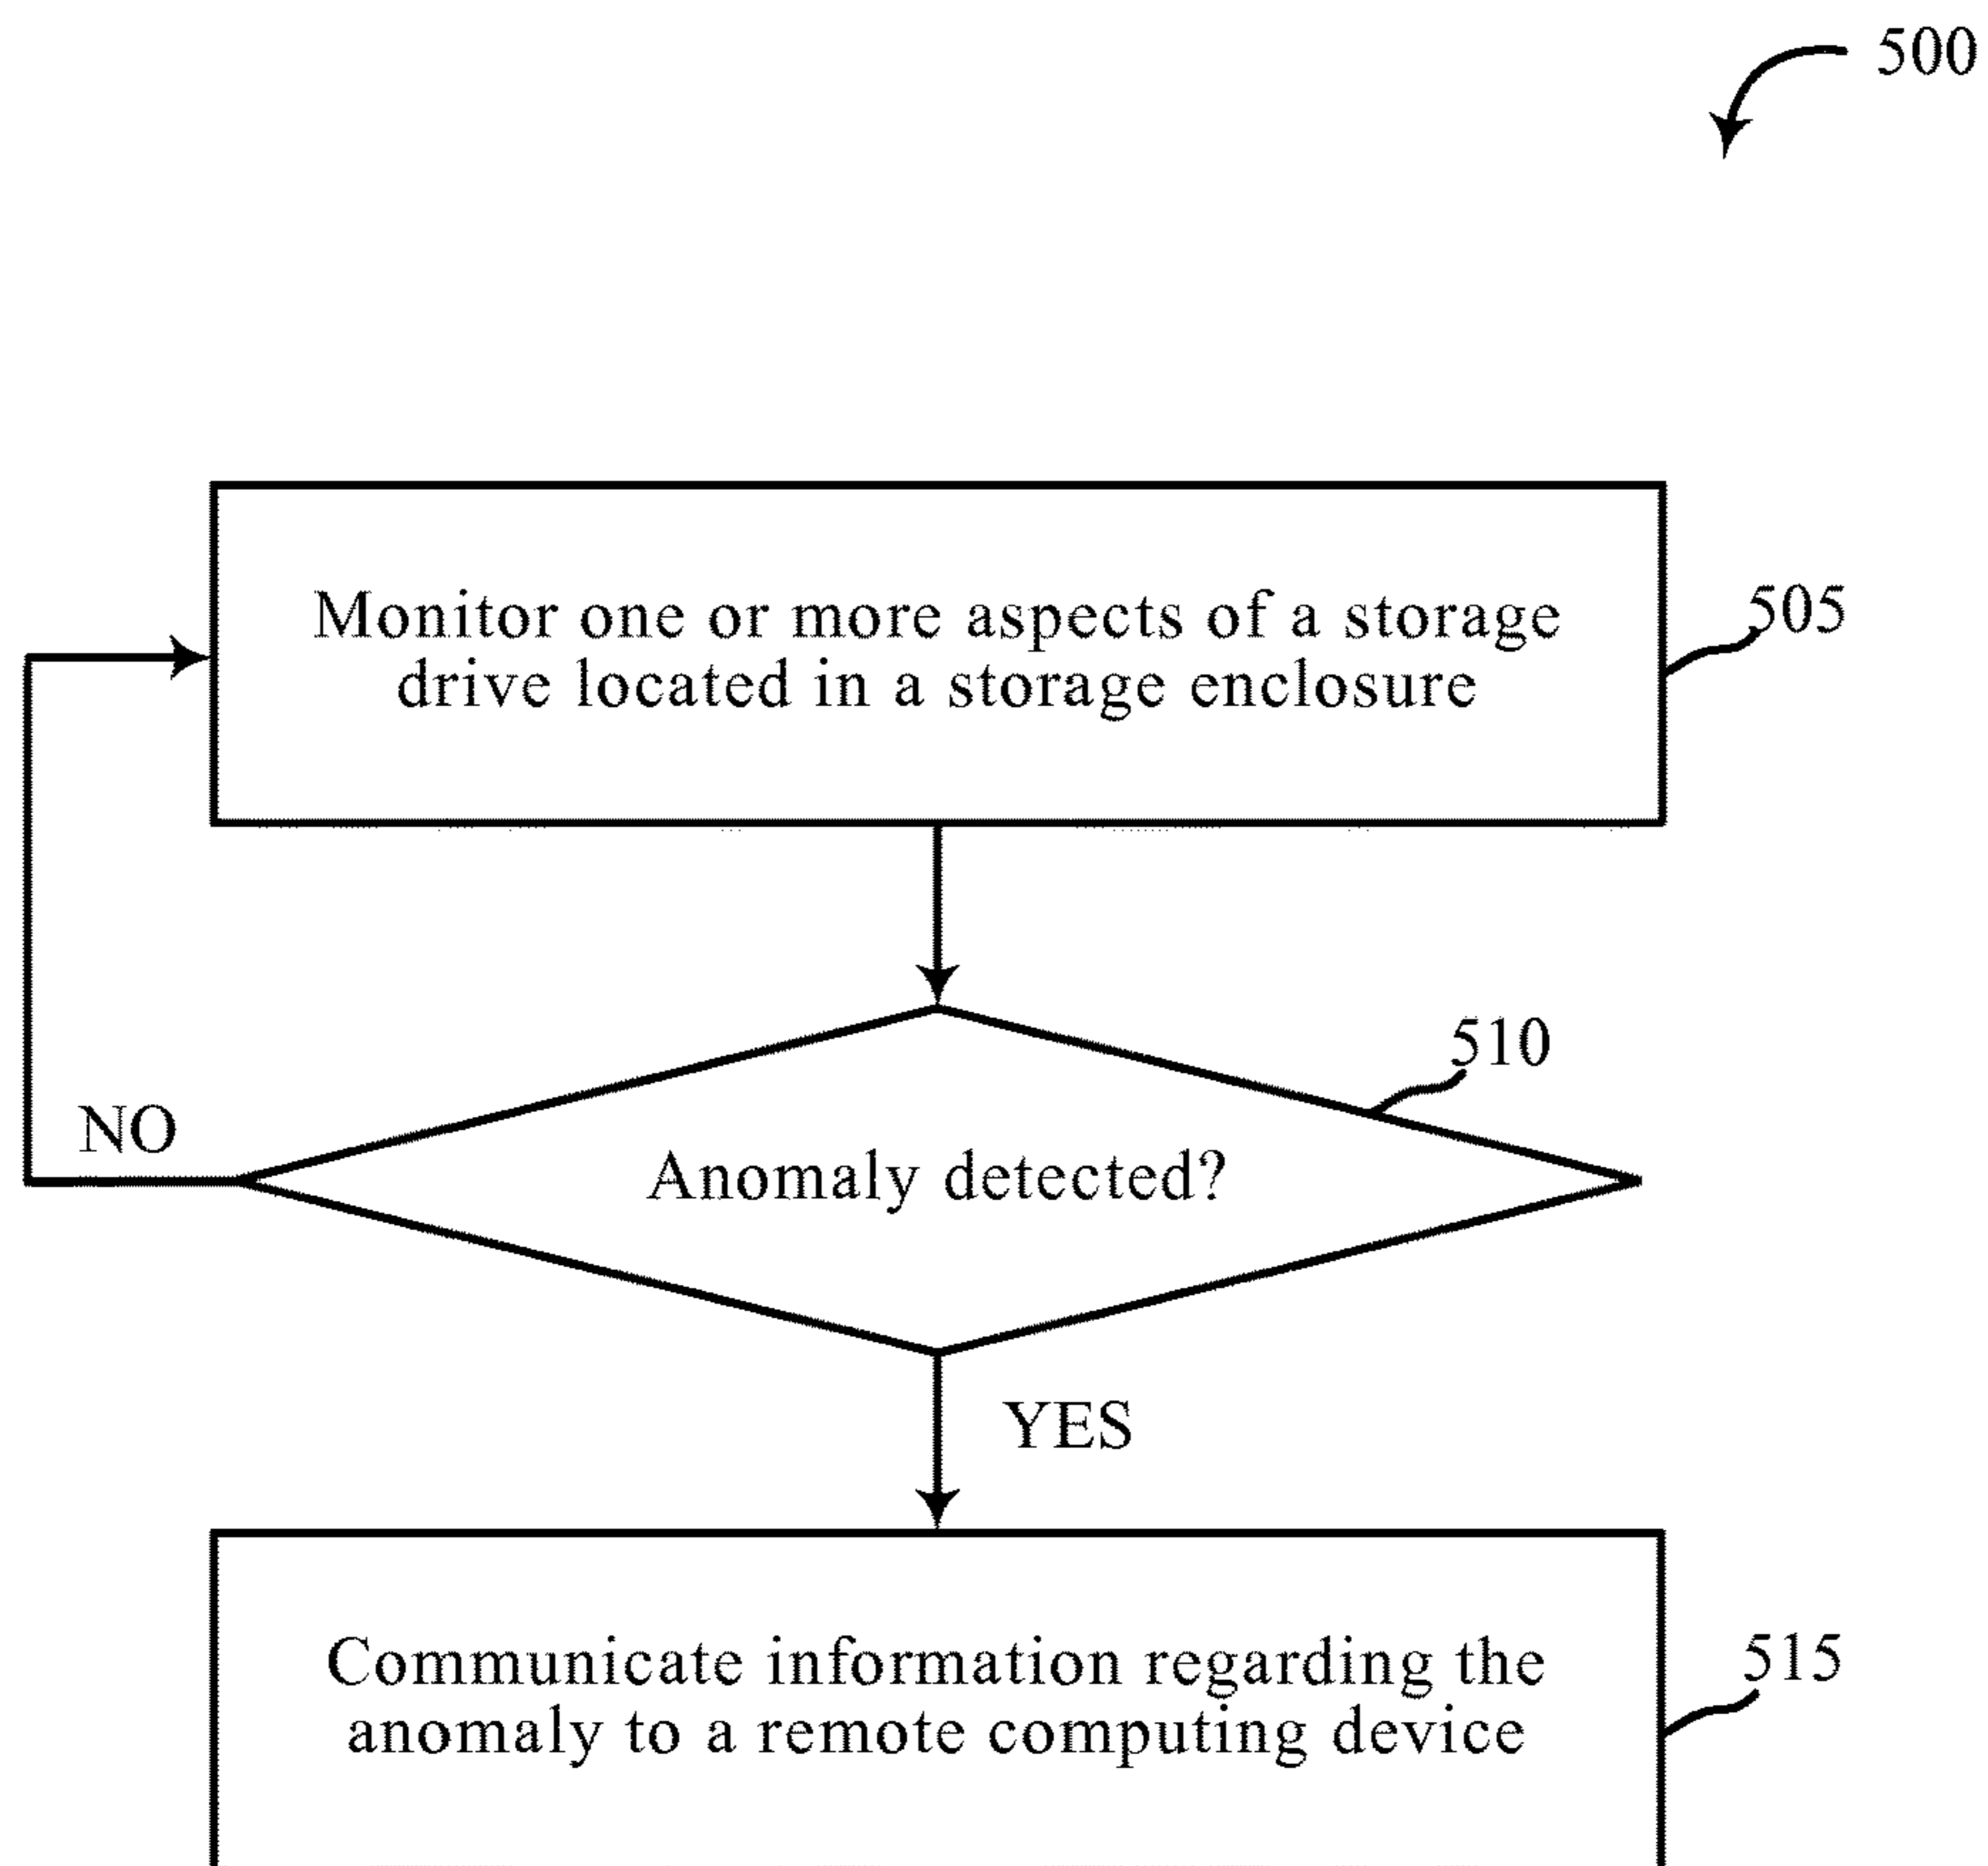 500
Monitor one or more aspects of a storage
drive located in a storage enclosure
505
510
NO
Anomaly detected?
YES
Communicate information regarding the
anomaly to a remote computing device
515